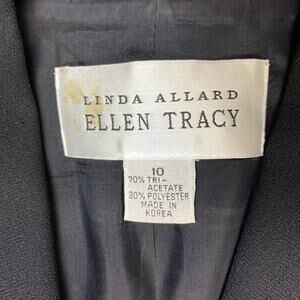 LINDA ALLARD
ELLEN TRACY
10
70% TRI-
ACETATE
30% POLYESTER
MADE IN
KOREA